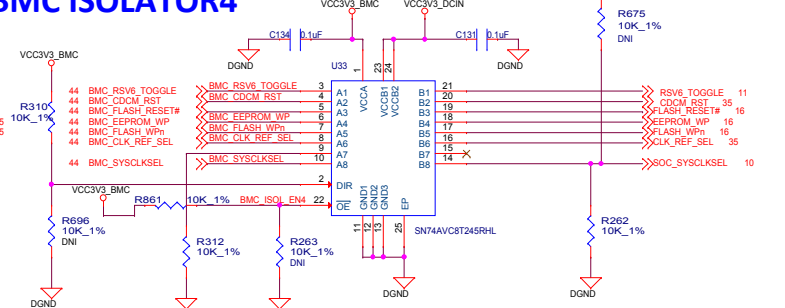 BMC ISOLATOR4
VCC3V3_BMC
VCC3V3_DCIN
R675
10K_1%
DNI
C134
0.1uF
C131
0.1uF
DGND
DGND
VCC3V3_BMC
U33
1
23
24
VCCA
VCCB1
VCCB2
R310
10K_1%
44 BMC_RSV6_TOGGLE
44 BMC_CDCM_RST
44 BMC_FLASH_RESET#
44 BMC_EEPROM_WP
44 BMC_FLASH_WPn
44 BMC_CLK_REF_SEL
44 BMC_SYSCLKSEL
BMC_RSV6_TOGGLE 3 A1 B1 21 RSV6_TOGGLE 11
BMC_CDCM_RST 4 A2 B2 20 CDCM_RST 35
5 A3 B3 19 FLASH_RESET# 16
BMC_EEPROM_WP 6 A4 B4 18 EEPROM_WP 16
BMC_FLASH_WPn 7 A5 B5 17 FLASH_WPn 16
BMC_CLK_REF_SEL 8 A6 B6 16 CLK_REF_SEL 35
9 A7 B7 15
BMC_SYSCLKSEL 10 A8 B8 14 SOC_SYSCLKSEL 10
2 DIR
VCC3V3_BMC
R861 10K_1% BMC_ISOL_EN4 22 OE
GND1
GND2
GND3
EP
11
12
13
25
SN74AVC8T245RHL
R696
10K_1%
DNI
R312
10K_1%
R263
10K_1%
DNI
R262
10K_1%
DGND
DGND
DGND